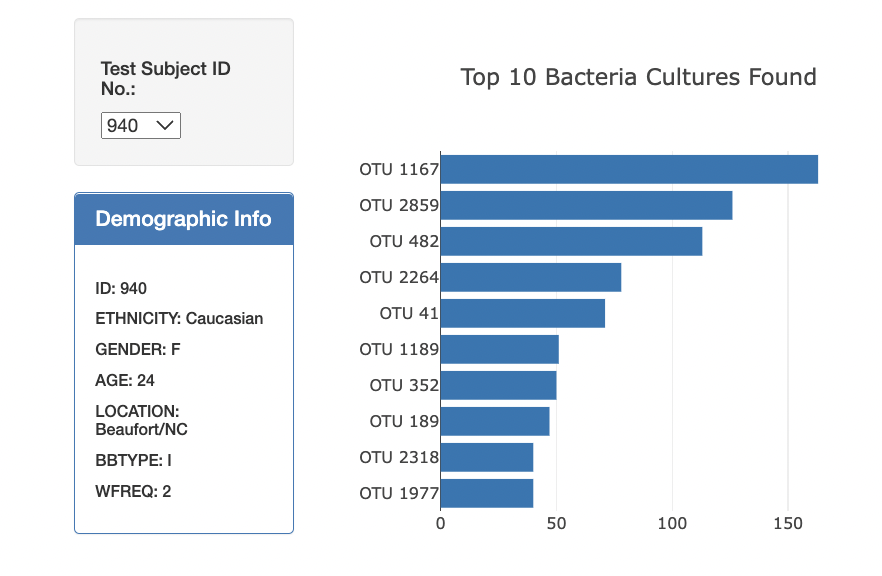 Test Subject ID
No.:
940
Demographic Info
ID: 940
ETHNICITY: Caucasian
GENDER: F
AGE: 24
LOCATION:
Beaufort/NC
BBTYPE: I
WFREQ: 2
Top 10 Bacteria Cultures Found
OTU 1167
OTU 2859
OTU 482
OTU 2264
OTU 41
OTU 1189
OTU 352
OTU 189
OTU 2318
OTU 1977
0 50 100 150